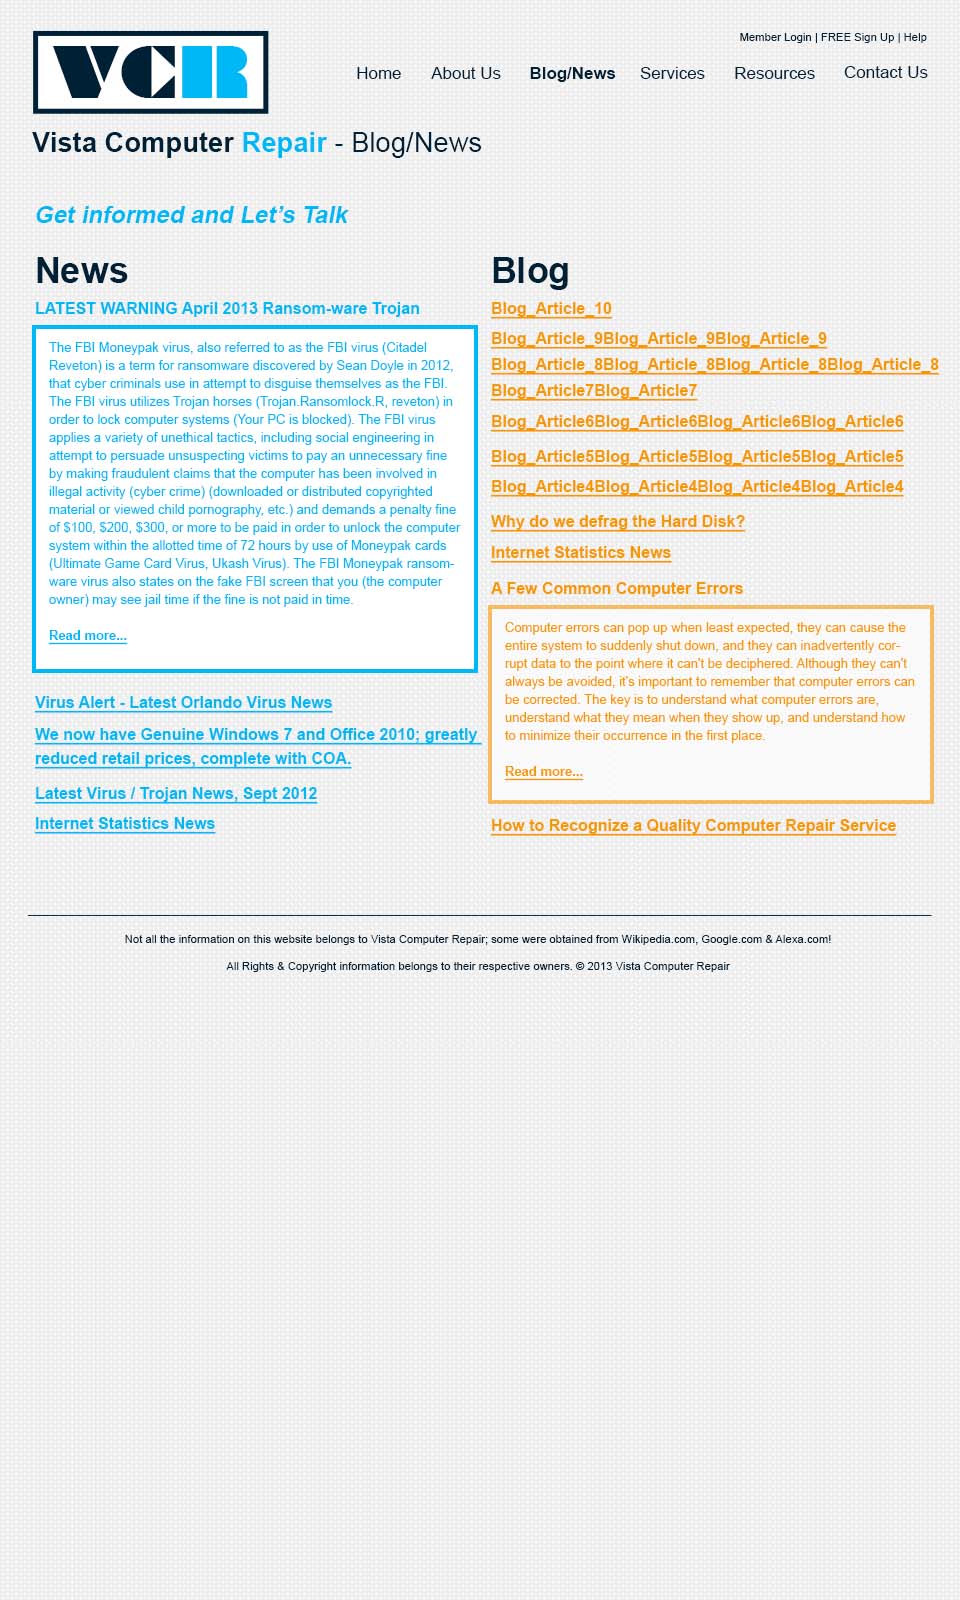 VCR
Member Login | FREE Sign Up | Help
Home About Us Blog/News Services Resources Contact Us
Vista Computer Repair - Blog/News
Get informed and Let's Talk
News
LATEST WARNING April 2013 Ransom-ware Trojan
The FBI Moneypak virus, also referred to as the FBI virus (Citadel
Reveton) is a term for ransomware discovered by Sean Doyle in 2012,
that cyber criminals use in attempt to disguise themselves as the FBI.
The FBI virus utilizes Trojan horses (Trojan.Ransomlock.R, reveton) in
order to lock computer systems (Your PC is blocked). The FBI virus
applies a variety of unethical tactics, including social engineering in
attempt to persuade unsuspecting victims to pay an unnecessary fine
by making fraudulent claims that the computer has been involved in
illegal activity (cyber crime) (downloaded or distributed copyrighted
material or viewed child pornography, etc.) and demands a penalty fine
of $100, $200, $300, or more to be paid in order to unlock the computer
system within the allotted time of 72 hours by use of Moneypak cards
(Ultimate Game Card Virus, Ukash Virus). The FBI Moneypak ransom-
ware virus also states on the fake FBI screen that you (the computer
owner) may see jail time if the fine is not paid in time.
Read more...
Virus Alert - Latest Orlando Virus News
We now have Genuine Windows 7 and Office 2010; greatly
reduced retail prices, complete with COA.
Latest Virus / Trojan News, Sept 2012
Internet Statistics News
Blog
Blog_Article_10
Blog_Article_9Blog_Article_9Blog_Article_9
Blog_Article_8Blog_Article_8Blog_Article_8Blog_Article_8
Blog_Article7Blog_Article7
Blog_Article6Blog_Article6Blog_Article6Blog_Article6
Blog_Article5Blog_Article5Blog_Article5Blog_Article5
Blog_Article4Blog_Article4Blog_Article4Blog_Article4
Why do we defrag the Hard Disk?
Internet Statistics News
A Few Common Computer Errors
Computer errors can pop up when least expected, they can cause the
entire system to suddenly shut down, and they can inadvertently cor-
rupt data to the point where it can't be deciphered. Although they can't
always be avoided, it's important to remember that computer errors can
be corrected. The key is to understand what computer errors are,
understand what they mean when they show up, and understand how
to minimize their occurrence in the first place.
Read more...
How to Recognize a Quality Computer Repair Service
Not all the information on this website belongs to Vista Computer Repair; some were obtained from Wikipedia.com, Google.com & Alexa.com!
All Rights & Copyright information belongs to their respective owners. © 2013 Vista Computer Repair